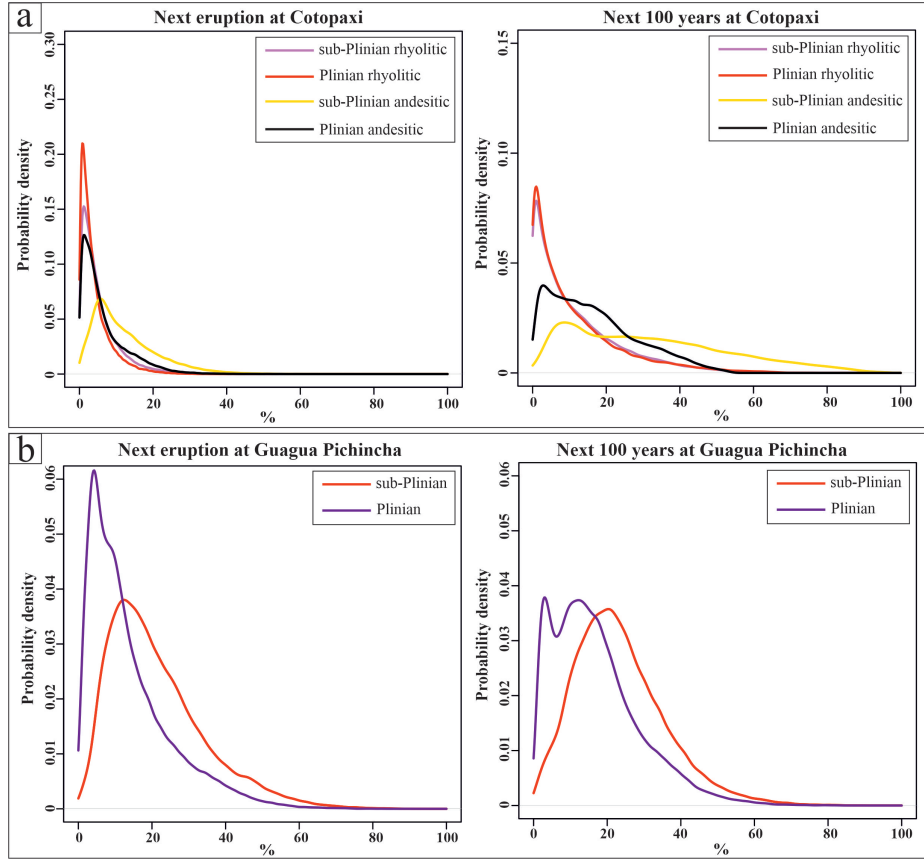 a
Next eruption at Cotopaxi
0.30
0.20
0.10
0.05
0
Probability density
sub-Plinian rhyolitic
Plinian rhyolitic
sub-Plinian andesitic
Plinian andesitic
0 20 40 60 80 100
%
Next 100 years at Cotopaxi
0.15
0.10
0.05
0
Probability density
sub-Plinian rhyolitic
Plinian rhyolitic
sub-Plinian andesitic
Plinian andesitic
0 20 40 60 80 100
%
b
Next eruption at Guagua Pichincha
0.06
0.05
0.04
0.03
0.02
0.01
0
Probability density
sub-Plinian
Plinian
0 20 40 60 80 100
%
Next 100 years at Guagua Pichincha
0.06
0.05
0.04
0.03
0.02
0.01
0
Probability density
sub-Plinian
Plinian
0 20 40 60 80 100
%